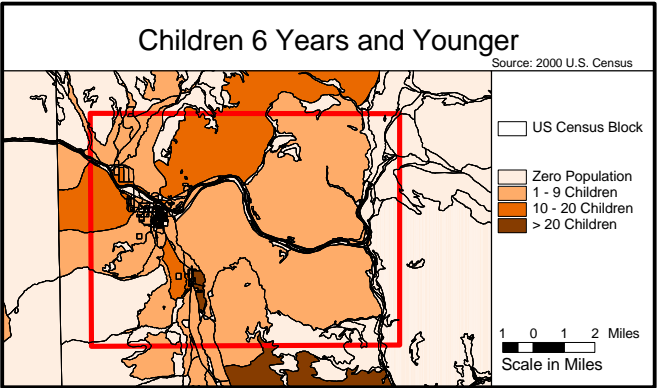 Children 6 Years and Younger
Source: 2000 U.S. Census
US Census Block
Zero Population
1 - 9 Children
10 - 20 Children
> 20 Children
1 0 1 2 Miles
Scale in Miles